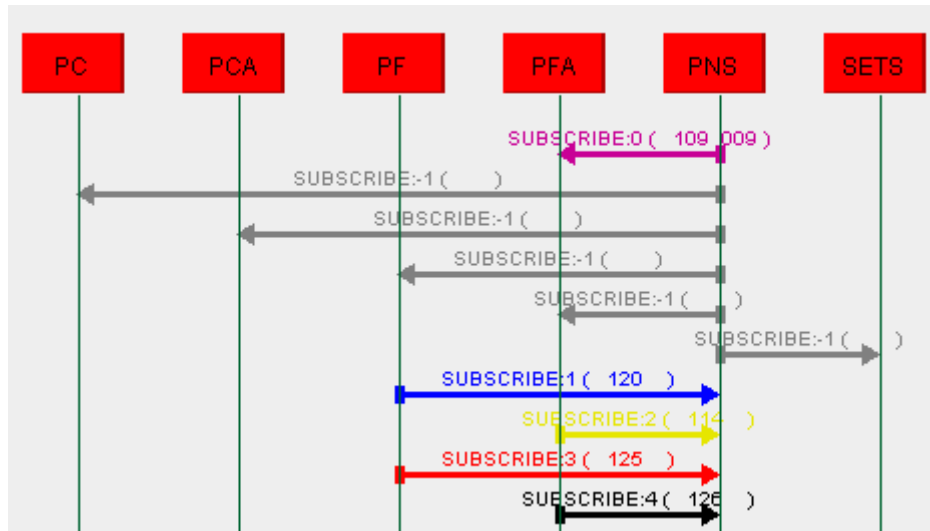 PC PCA PF PFA PNS SETS
SUBSCRIBE:0 ( 109 009 )
SUBSCRIBE:-1 ( )
SUBSCRIBE:-1 ( )
SUBSCRIBE:-1 ( )
SUBSCRIBE:-1 ( )
SUBSCRIBE:-1 ( )
SUBSCRIBE:1 ( 120 )
SUBSCRIBE:2 ( 114 )
SUBSCRIBE:3 ( 125 )
SUBSCRIBE:4 ( 126 )